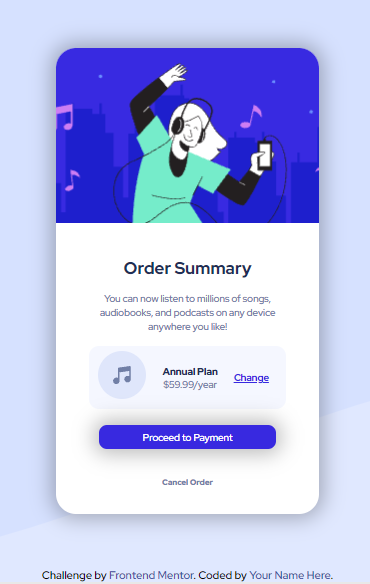 Order Summary
You can now listen to millions of songs,
audiobooks, and podcasts on any device
anywhere you like!
Annual Plan
$59.99/year
Change
Proceed to Payment
Cancel Order
Challenge by Frontend Mentor. Coded by Your Name Here.